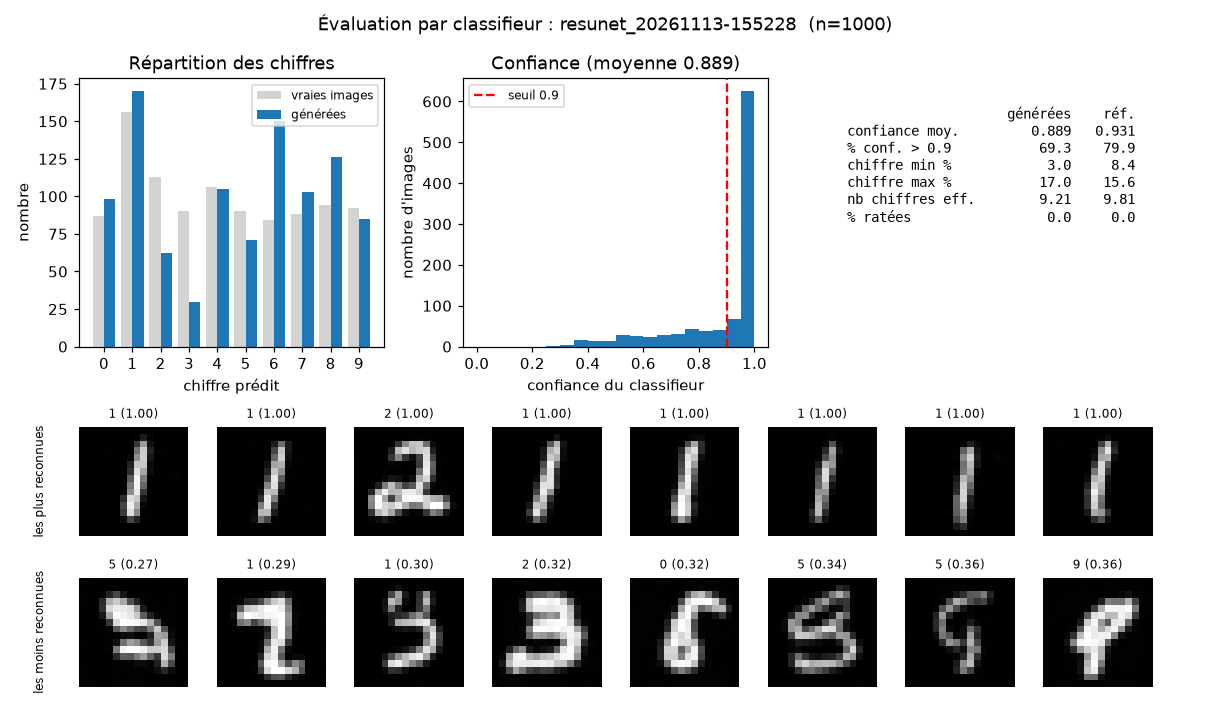 Évaluation par classifieur : resunet_20261113-155228 (n=1000)
Répartition des chiffres
vraies images
générées
175
150
125
100
75
50
25
0
nombre
0 1 2 3 4 5 6 7 8 9
chiffre prédit
Confiance (moyenne 0.889)
seuil 0.9
600
500
400
300
200
100
0
nombre d'images
0.0 0.2 0.4 0.6 0.8 1.0
confiance du classifieur
générées réf.
confiance moy. 0.889 0.931
% conf. > 0.9 69.3 79.9
chiffre min % 3.0 8.4
chiffre max % 17.0 15.6
nb chiffres eff. 9.21 9.81
% ratées 0.0 0.0
les plus reconnues
1 (1.00) 1 (1.00) 2 (1.00) 1 (1.00) 1 (1.00) 1 (1.00) 1 (1.00) 1 (1.00)
les moins reconnues
5 (0.27) 1 (0.29) 1 (0.30) 2 (0.32) 0 (0.32) 5 (0.34) 5 (0.36) 9 (0.36)